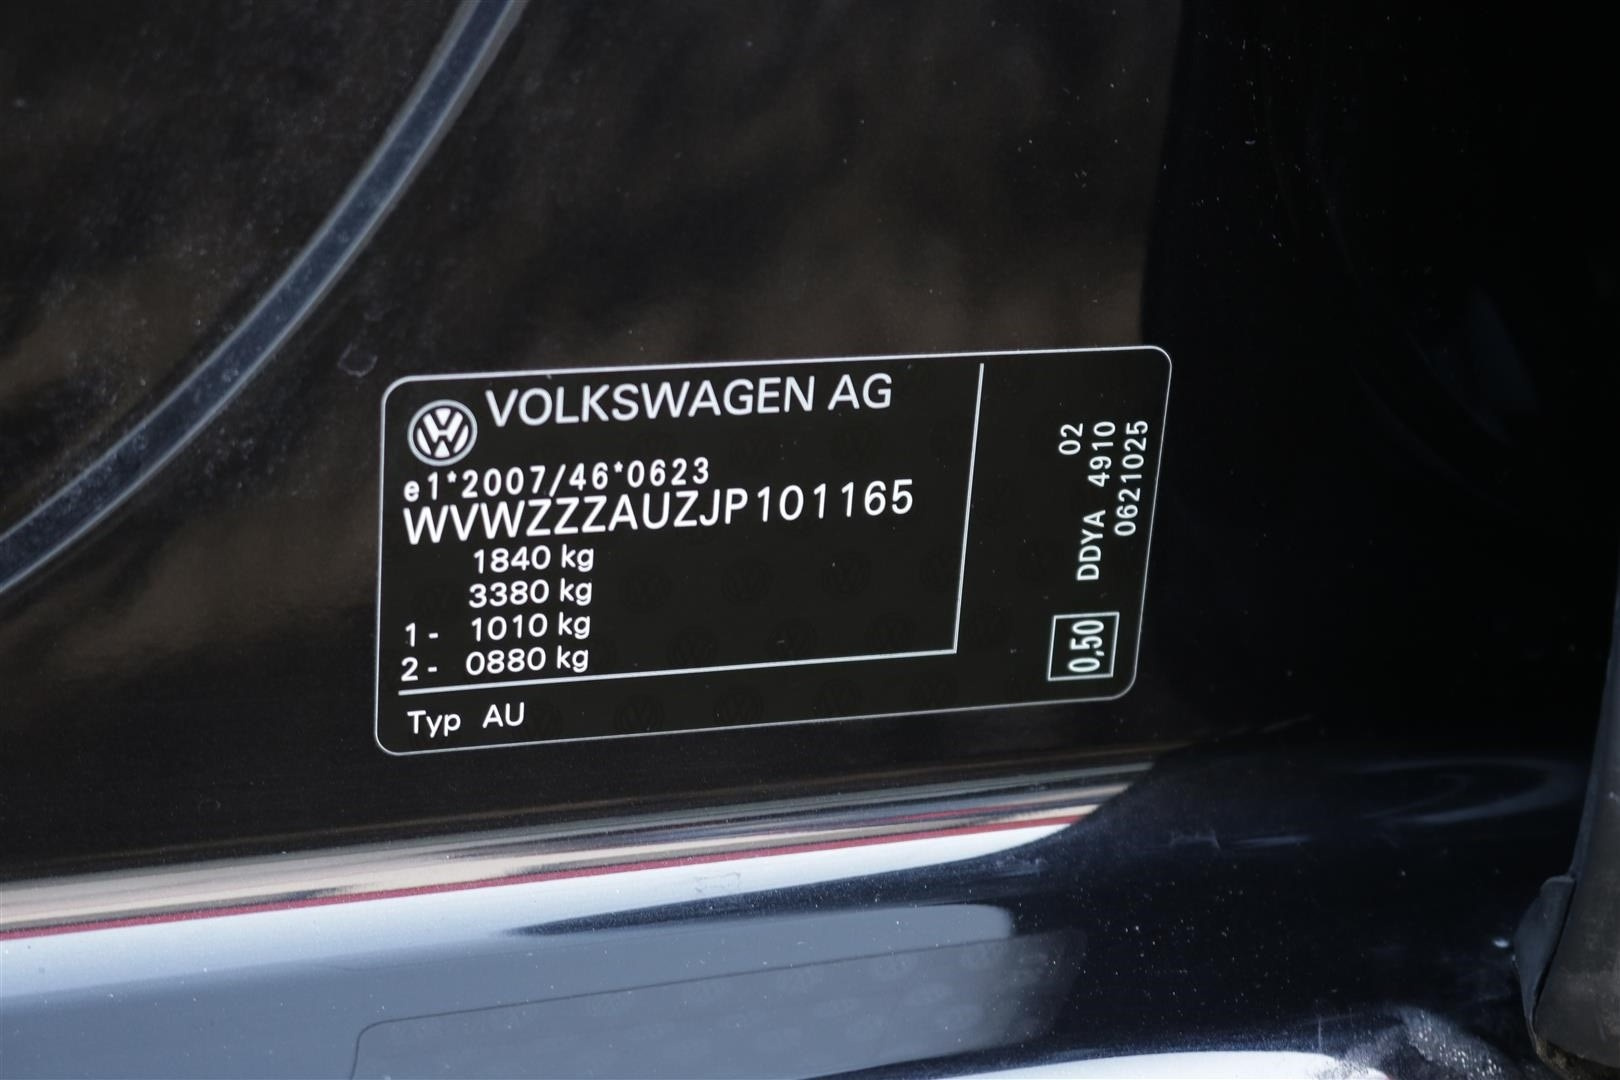 VOLKSWAGEN AG
e1*2007/46*0623
WVWZZZAUZJP101165
1840 kg
3380 kg
1- 1010 kg
2- 0880 kg
Typ AU
02
DDYA 4910
0621025
0,50